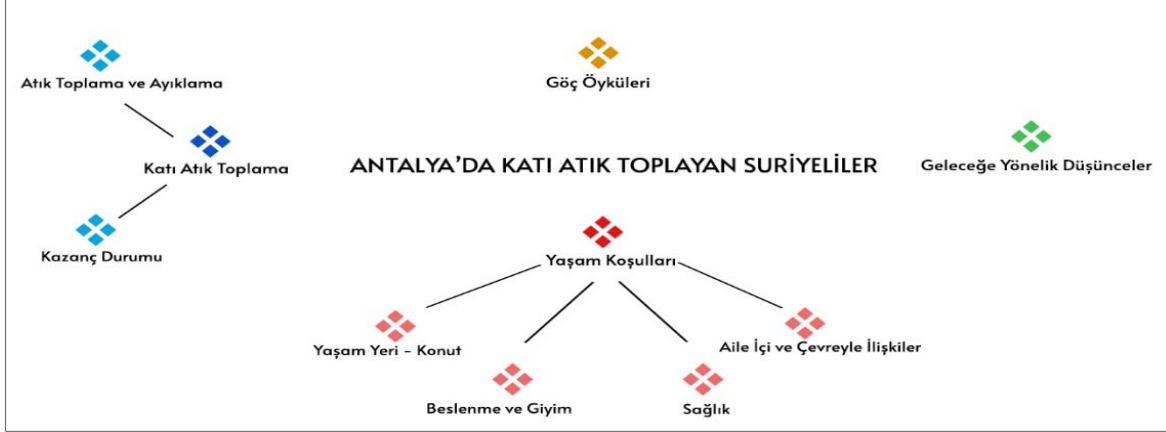 Atık Toplama ve Ayıklama
Göç Öyküleri
Katı Atık Toplama
ANTALYA'DA KATI ATIK TOPLAYAN SURİYELİLER
Geleceğe Yönelik Düşünceler
Kazanç Durumu
Yaşam Koşulları
Yaşam Yeri - Konut
Aile İçi ve Çevreyle İlişkiler
Beslenme ve Giyim
Sağlık